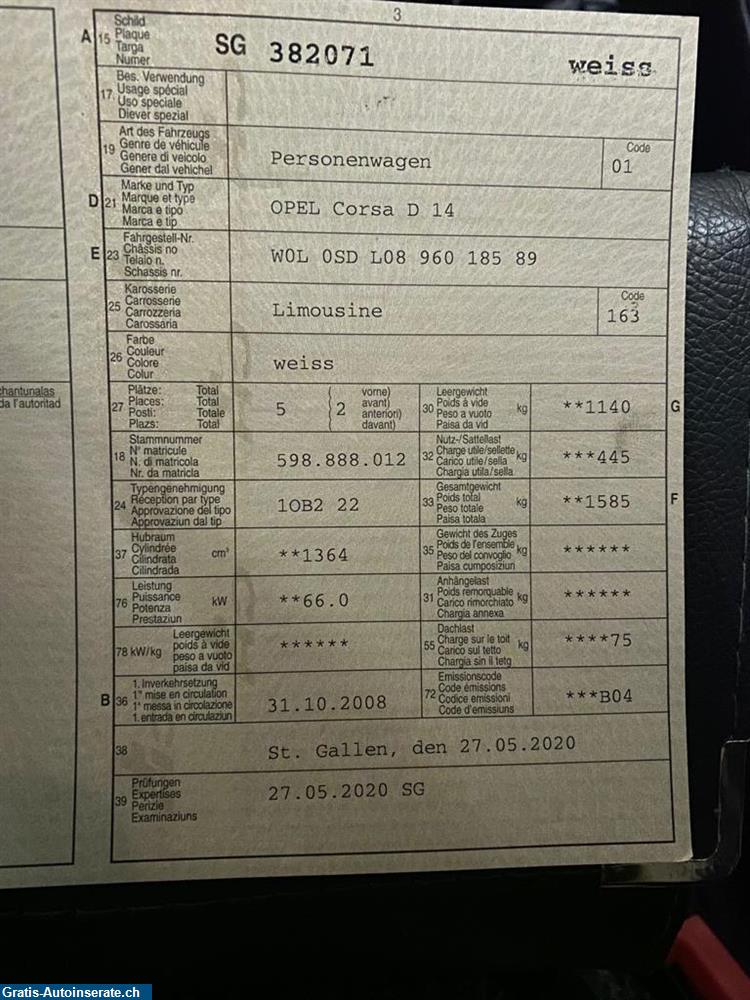 3
A 15 Schild
Plaque
Targa
Numer
SG 382071 weiss
17 Bes. Verwendung
Usage spécial
Uso speciale
Diever spezial
19 Art des Fahrzeugs
Genre de véhicule
Genere di veicolo
Gener dal vehichel
Personenwagen
Code
01
D 21 Marke und Typ
Marque et type
Marca e tipo
Marca e tip
OPEL Corsa D 14
E 23 Fahrgestell-Nr.
Châssis no
Telaio n.
Schassis nr.
W0L 0SD L08 960 185 89
25 Karosserie
Carrosserie
Carrozzeria
Carossaria
Limousine
Code
163
26 Farbe
Couleur
Colore
Colur
weiss
chantunalas
da l'autoritad
27 Plätze: Total
Places: Total
Posti: Totale
Plazs: Total
5 ( 2 vorne)
avant)
anteriori)
davant)
30 Leergewicht
Poids à vide
Peso a vuoto
Paisa da vid
kg **1140 G
18 Stammnummer
N° matricule
N. di matricola
Nr. da matricla
598.888.012
32 Nutz-/Sattellast
Charge utile/sellette
Carico utile/sella
Chargia utila/sella
kg ***445
24 Typengenehmigung
Réception par type
Approvazione del tipo
Approvaziun dal tip
1OB2 22
33 Gesamtgewicht
Poids total
Peso totale
Paisa totala
kg **1585 F
37 Hubraum
Cylindrée
Cilindrata
Cilindrada
cm³ **1364
35 Gewicht des Zuges
Poids de l'ensemble
Peso del convoglio
Paisa cumposiziun
kg ******
76 Leistung
Puissance
Potenza
Prestaziun
kW **66.0
31 Anhängelast
Poids remorquable
Carico rimorchiato
Chargia annexa
kg ******
78 kW/kg Leergewicht
poids à vide
peso a vuoto
paisa da vid
******
55 Dachlast
Charge sur le toit
Carico sul tetto
Chargia sin il tetg
kg ****75
B 36 1. Inverkehrsetzung
1re mise en circulation
1a messa in circolazione
1. entrada en circulaziun
31.10.2008
72 Emissionscode
Code émissions
Codice emissioni
Code d'emissiuns
***B04
38 St. Gallen, den 27.05.2020
39 Prüfungen
Expertises
Perizie
Examinaziuns
27.05.2020 SG
Gratis-Autoinserate.ch